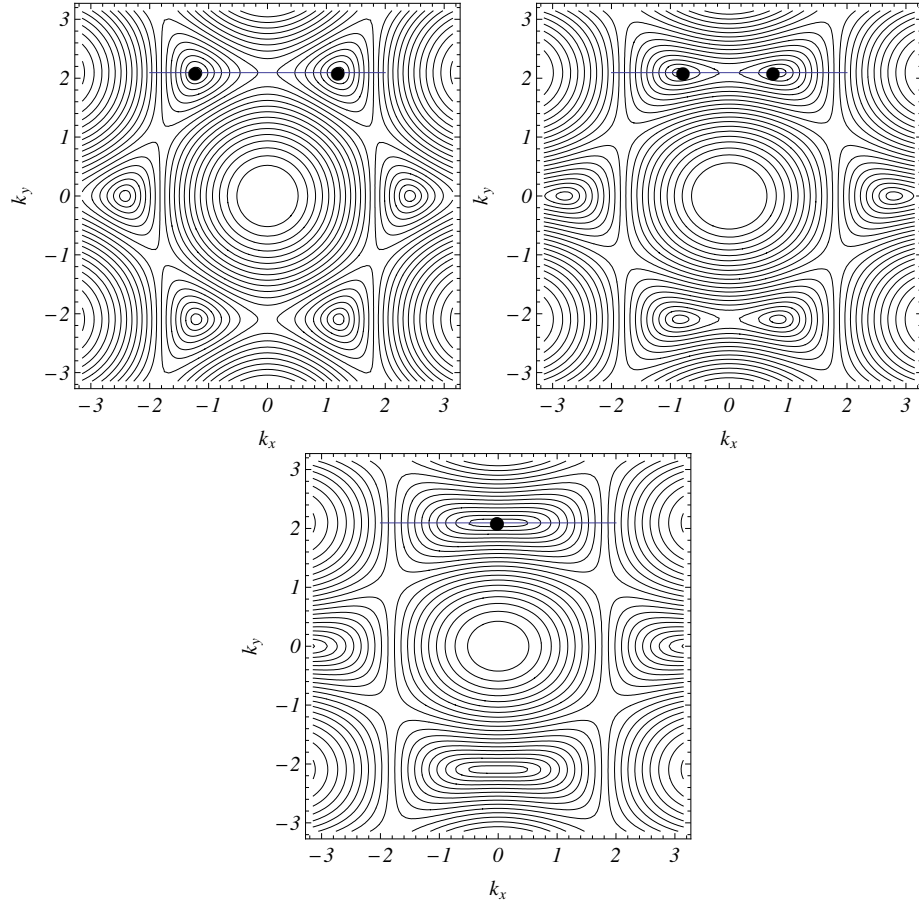 3 3
2 2
1 1
k_y 0 k_y 0
−1 −1
−2 −2
−3 −3
−3 −2 −1 0 1 2 3 −3 −2 −1 0 1 2 3
k_x k_x
3
2
1
k_y 0
−1
−2
−3
−3 −2 −1 0 1 2 3
k_x